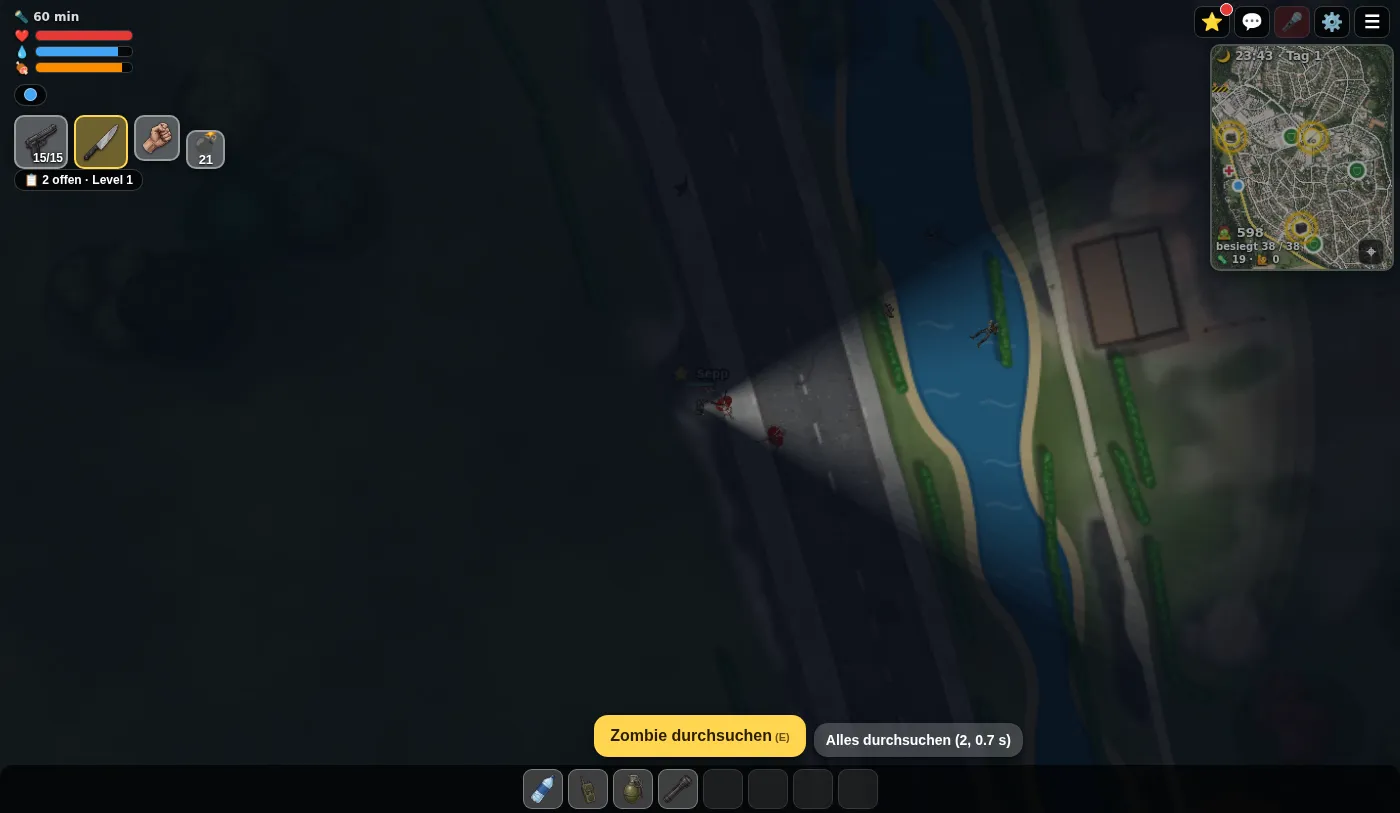 60 min
15/15
21
2 offen · Level 1
Sepp
23:43 · Tag 1
598
besiegt 38 / 38
19 · 0
Zombie durchsuchen (E)
Alles durchsuchen (2, 0.7 s)